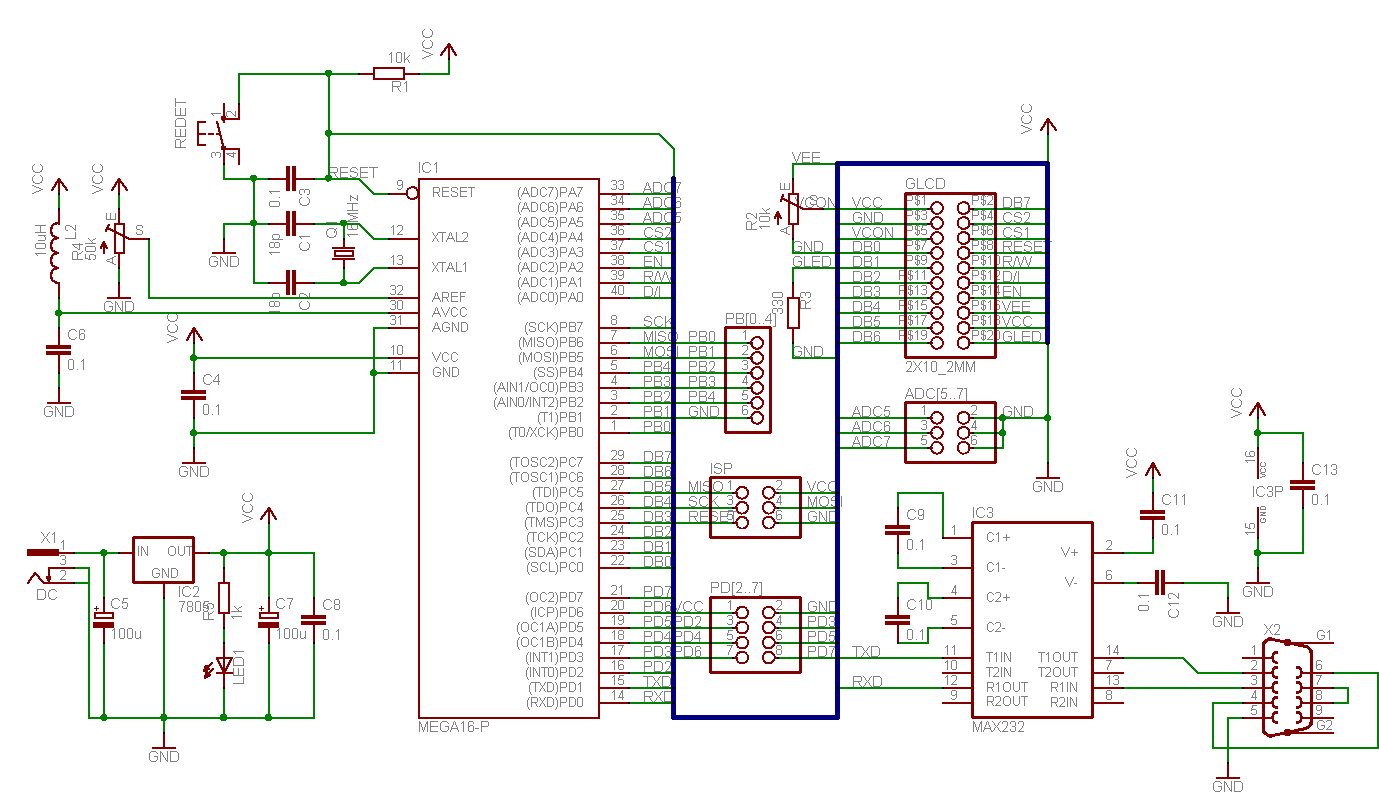 VCC
10k
R1
REDET
1
2
3
4
VCC
VCC
10uH
L2
R4
50k
E
S
A
GND
C6
0.1
GND
GND
0.1
C3
18p
C1
18p
C2
Q1
16MHz
RESET
IC1
9 RESET
12 XTAL2
13 XTAL1
32 AREF
30 AVCC
31 AGND
10 VCC
11 GND
MEGA16-P
VCC
C4
0.1
GND
(ADC7)PA7 33 ADC7
(ADC6)PA6 34 ADC6
(ADC5)PA5 35 ADC5
(ADC4)PA4 36 CS2
(ADC3)PA3 37 CS1
(ADC2)PA2 38 EN
(ADC1)PA1 39 R/W
(ADC0)PA0 40 D/I
(SCK)PB7 8 SCK
(MISO)PB6 7 MISO
(MOSI)PB5 6 MOSI
(SS)PB4 5 PB4
(AIN1/OC0)PB3 4 PB3
(AIN0/INT2)PB2 3 PB2
(T1)PB1 2 PB1
(T0/XCK)PB0 1 PB0
(TOSC2)PC7 29 DB7
(TOSC1)PC6 28 DB6
(TDI)PC5 27 DB5
(TDO)PC4 26 DB4
(TMS)PC3 25 DB3
(TCK)PC2 24 DB2
(SDA)PC1 23 DB1
(SCL)PC0 22 DB0
(OC2)PD7 21 PD7
(ICP)PD6 20 PD6
(OC1A)PD5 19 PD5
(OC1B)PD4 18 PD4
(INT1)PD3 17 PD3
(INT0)PD2 16 PD2
(TXD)PD1 15 TXD
(RXD)PD0 14 RXD
PB[0..4]
PB0 1
PB1 2
PB2 3
PB3 4
PB4 5
GND 6
ISP
MISO 1 2 VCC
SCK 3 4 MOSI
RESET 5 6 GND
PD[2..7]
VCC 1 2 GND
PD2 3 4 PD3
PD4 5 6 PD5
PD6 7 8 PD7
VEE
R2
10k
E
S
A
VCON
GND
GLED
330
R3
GND
VCC
GLCD
VCC P$1 P$2 DB7
GND P$3 P$4 CS2
VCON P$5 P$6 CS1
DB0 P$7 P$8 RESET
DB1 P$9 P$10 R/W
DB2 P$11 P$12 D/I
DB3 P$13 P$14 EN
DB4 P$15 P$16 VEE
DB5 P$17 P$18 VCC
DB6 P$19 P$20 GLED
2X10_2MM
ADC[5..7]
ADC5 1 2 GND
ADC6 3 4
ADC7 5 6
GND
X1
1
3
2
DC
C5
100u
IN OUT
GND
IC2
7805
R5
1k
LED1
VCC
C7
100u
C8
0.1
GND
TXD
RXD
C9
0.1
C10
0.1
IC3
1 C1+
3 C1-
4 C2+
5 C2-
11 T1IN
10 T2IN
12 R1OUT
9 R2OUT
V+ 2
V- 6
T1OUT 14
T2OUT 7
R1IN 13
R2IN 8
MAX232
VCC
C11
0.1
0.1
C12
GND
VCC
16
VCC
IC3P
GND
15
C13
0.1
GND
X2
G1
1
2
3
4
5
6
7
8
9
G2
GND